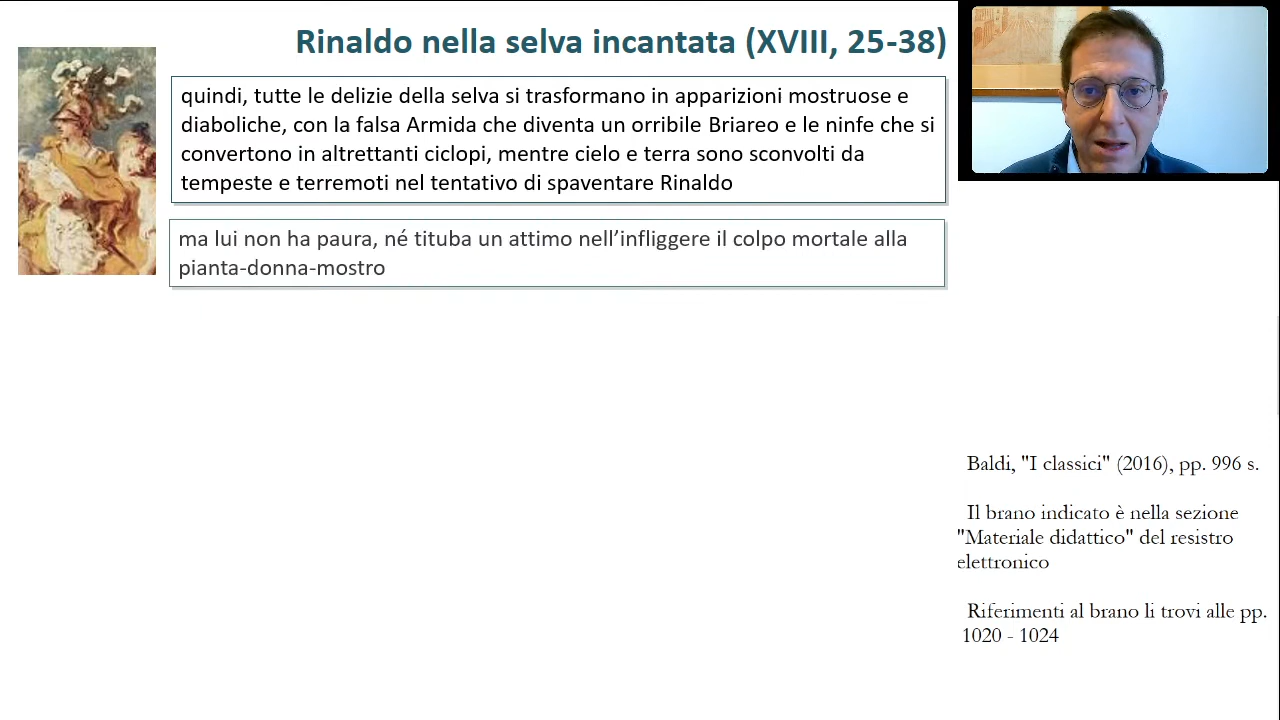 Rinaldo nella selva incantata (XVIII, 25-38)
quindi, tutte le delizie della selva si trasformano in apparizioni mostruose e
diaboliche, con la falsa Armida che diventa un orribile Briareo e le ninfe che si
convertono in altrettanti ciclopi, mentre cielo e terra sono sconvolti da
tempeste e terremoti nel tentativo di spaventare Rinaldo
ma lui non ha paura, né tituba un attimo nell’infliggere il colpo mortale alla
pianta-donna-mostro
Baldi, "I classici" (2016), pp. 996 s.
Il brano indicato è nella sezione
"Materiale didattico" del resistro
elettronico
Riferimenti al brano li trovi alle pp.
1020 - 1024